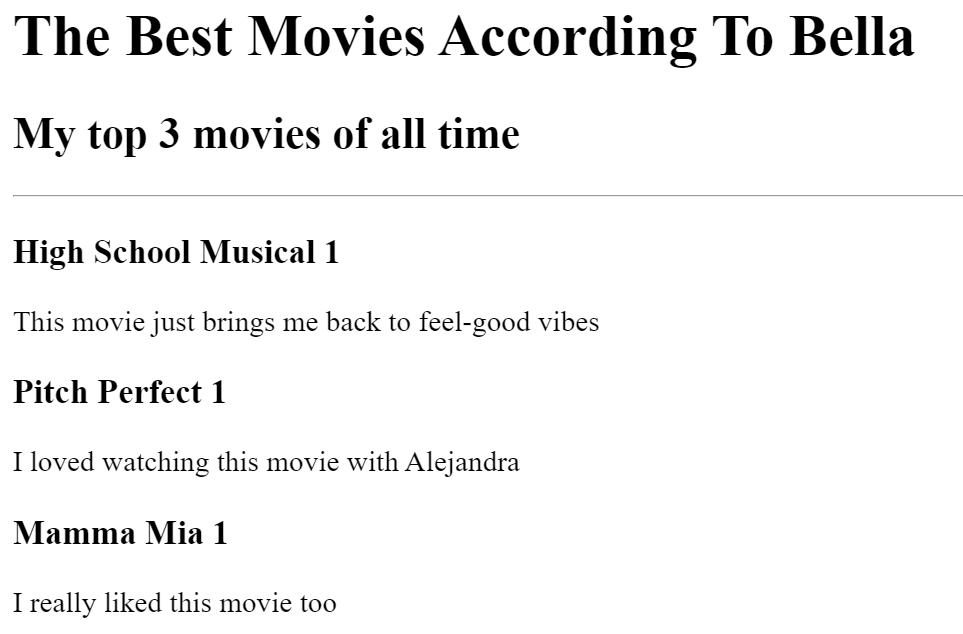 The Best Movies According To Bella
My top 3 movies of all time
High School Musical 1
This movie just brings me back to feel-good vibes
Pitch Perfect 1
I loved watching this movie with Alejandra
Mamma Mia 1
I really liked this movie too